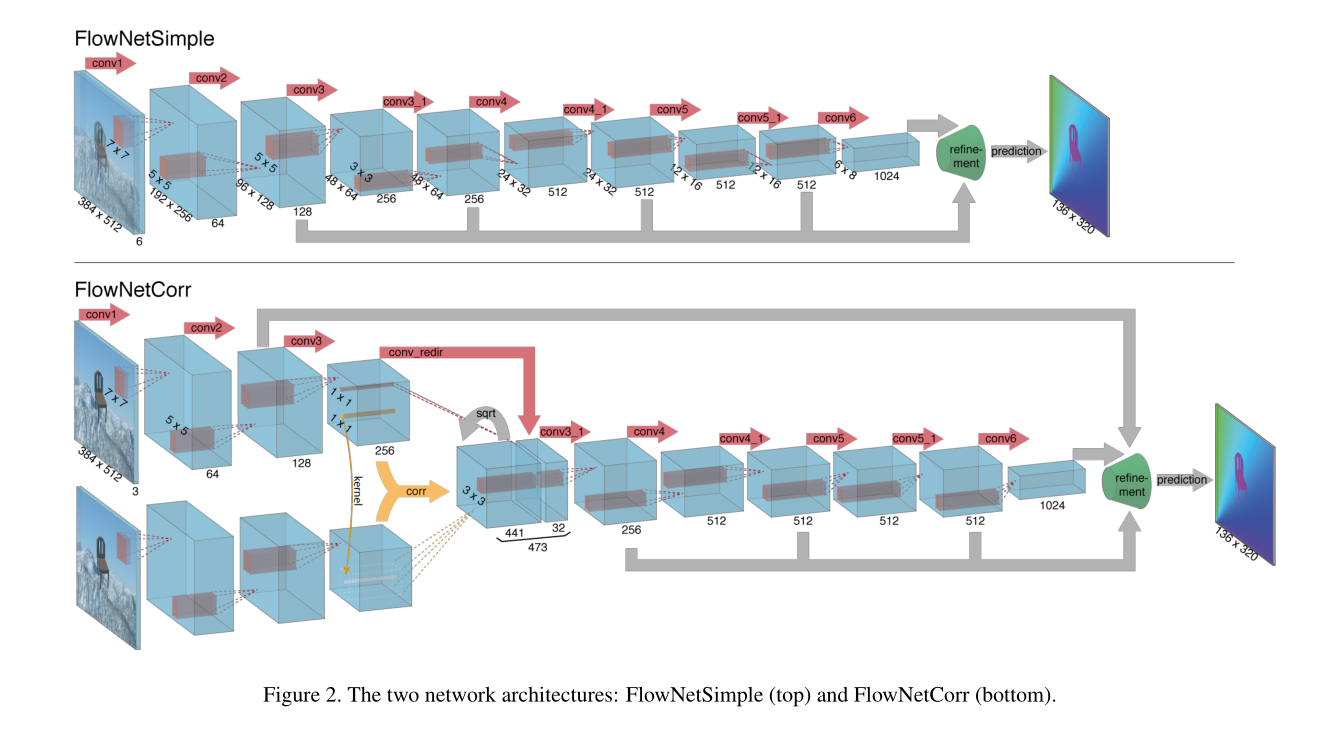 FlowNetSimple
conv1
conv2
conv3
conv3_1
conv4
conv4_1
conv5
conv5_1
conv6
7 x 7
5 x 5
5 x 5
3 x 3
384 x 512
192 x 256
96 x 128
48 x 64
48 x 64
24 x 32
24 x 32
12 x 16
12 x 16
6 x 8
6
64
128
256
256
512
512
512
512
1024
refine-
ment
prediction
136 x 320
FlowNetCorr
conv1
conv2
conv3
conv_redir
sqrt
conv3_1
conv4
conv4_1
conv5
conv5_1
conv6
7 x 7
5 x 5
1 x 1
1 x 1
3 x 3
kernel
corr
384 x 512
3
64
128
256
441
32
473
256
512
512
512
512
1024
refine-
ment
prediction
136 x 320
Figure 2. The two network architectures: FlowNetSimple (top) and FlowNetCorr (bottom).